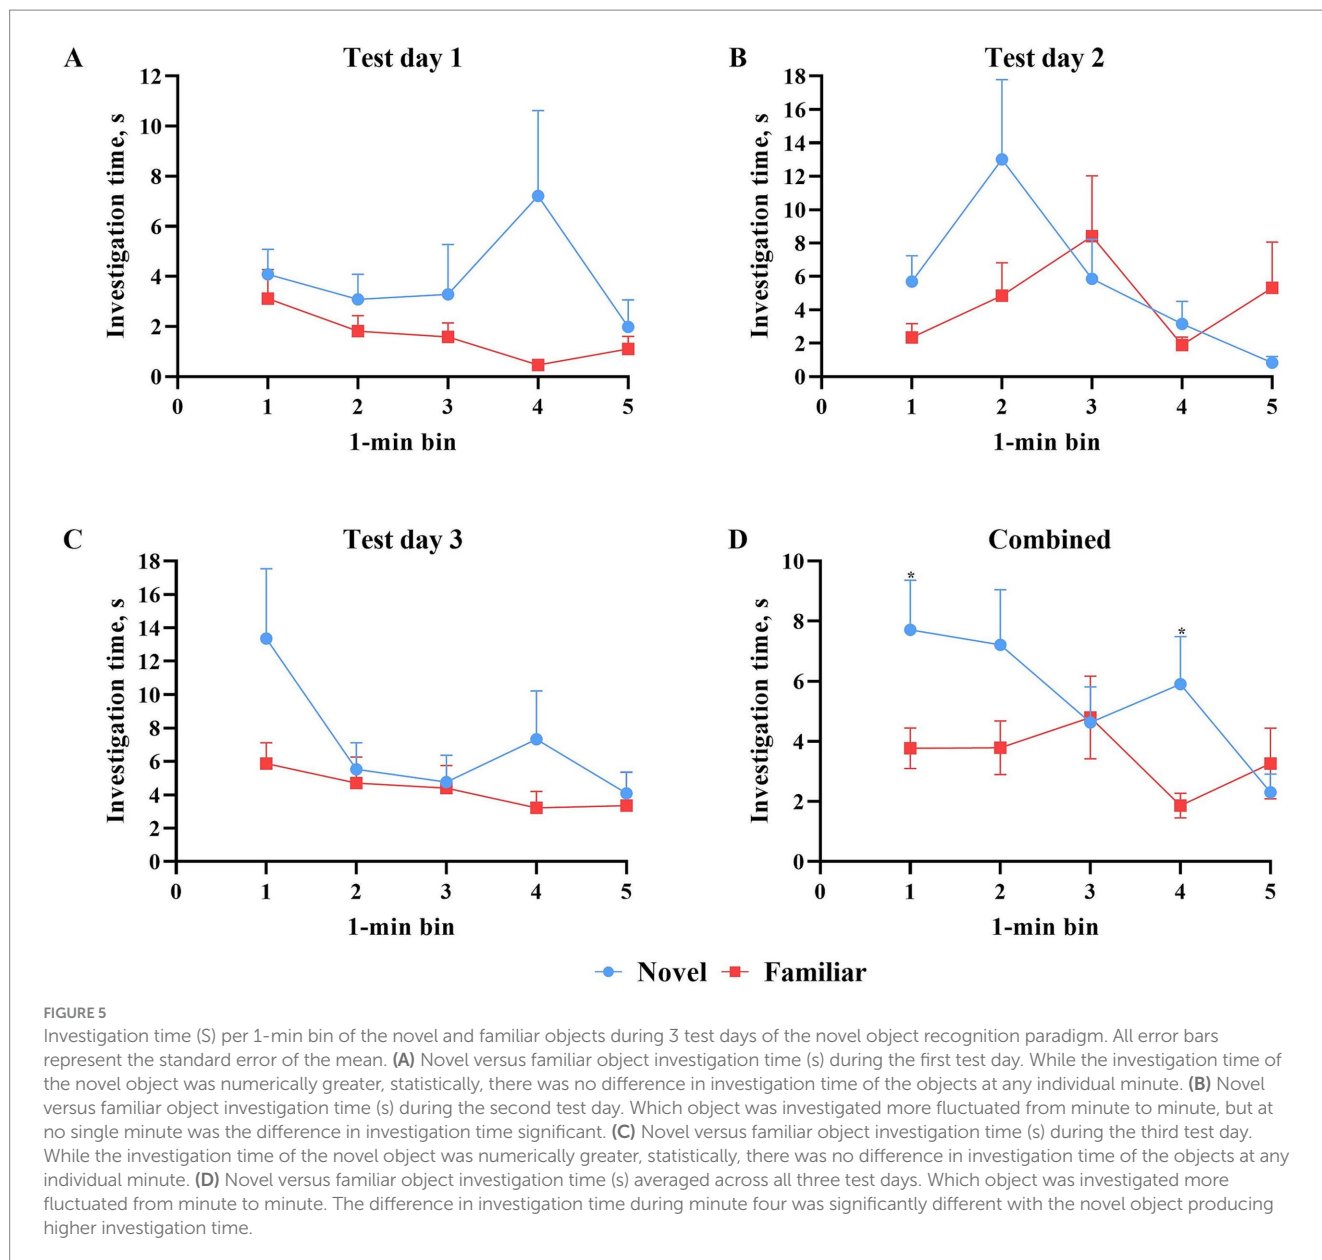 A
Test day 1
Investigation time, s
12
10
8
6
4
2
0
0 1 2 3 4 5
1-min bin
B
Test day 2
Investigation time, s
18
16
14
12
10
8
6
4
2
0
0 1 2 3 4 5
1-min bin
C
Test day 3
Investigation time, s
18
16
14
12
10
8
6
4
2
0
0 1 2 3 4 5
1-min bin
D
Combined
Investigation time, s
10
8
6
4
2
0
* *
0 1 2 3 4 5
1-min bin
Novel Familiar
FIGURE 5
Investigation time (S) per 1-min bin of the novel and familiar objects during 3 test days of the novel object recognition paradigm. All error bars
represent the standard error of the mean. (A) Novel versus familiar object investigation time (s) during the first test day. While the investigation time of
the novel object was numerically greater, statistically, there was no difference in investigation time of the objects at any individual minute. (B) Novel
versus familiar object investigation time (s) during the second test day. Which object was investigated more fluctuated from minute to minute, but at
no single minute was the difference in investigation time significant. (C) Novel versus familiar object investigation time (s) during the third test day.
While the investigation time of the novel object was numerically greater, statistically, there was no difference in investigation time of the objects at any
individual minute. (D) Novel versus familiar object investigation time (s) averaged across all three test days. Which object was investigated more
fluctuated from minute to minute. The difference in investigation time during minute four was significantly different with the novel object producing
higher investigation time.